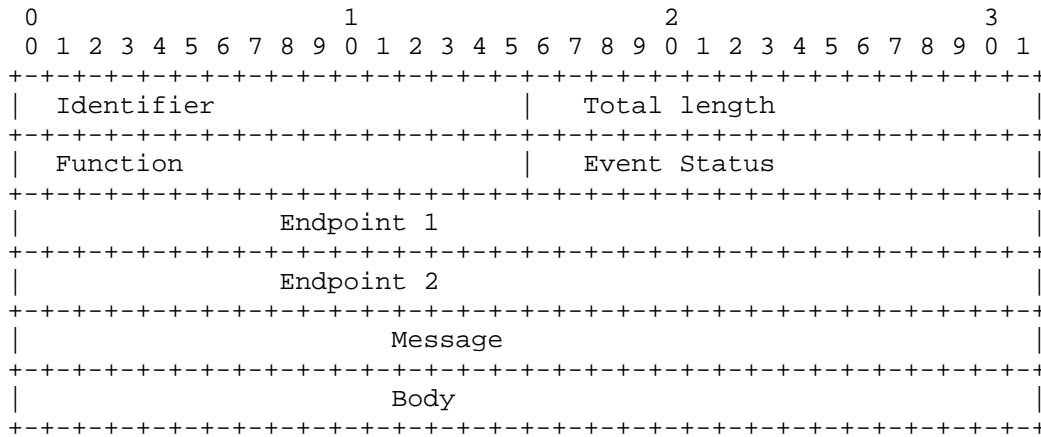 0                   1                   2                   3
 0 1 2 3 4 5 6 7 8 9 0 1 2 3 4 5 6 7 8 9 0 1 2 3 4 5 6 7 8 9 0 1
+-+-+-+-+-+-+-+-+-+-+-+-+-+-+-+-+-+-+-+-+-+-+-+-+-+-+-+-+-+-+-+-+
|  Identifier                   |   Total length                |
+-+-+-+-+-+-+-+-+-+-+-+-+-+-+-+-+-+-+-+-+-+-+-+-+-+-+-+-+-+-+-+-+
|  Function                     |   Event Status                |
+-+-+-+-+-+-+-+-+-+-+-+-+-+-+-+-+-+-+-+-+-+-+-+-+-+-+-+-+-+-+-+-+
|                Endpoint 1                                     |
+-+-+-+-+-+-+-+-+-+-+-+-+-+-+-+-+-+-+-+-+-+-+-+-+-+-+-+-+-+-+-+-+
|                Endpoint 2                                     |
+-+-+-+-+-+-+-+-+-+-+-+-+-+-+-+-+-+-+-+-+-+-+-+-+-+-+-+-+-+-+-+-+
|                       Message                                 |
+-+-+-+-+-+-+-+-+-+-+-+-+-+-+-+-+-+-+-+-+-+-+-+-+-+-+-+-+-+-+-+-+
|                       Body                                    |
+-+-+-+-+-+-+-+-+-+-+-+-+-+-+-+-+-+-+-+-+-+-+-+-+-+-+-+-+-+-+-+-+